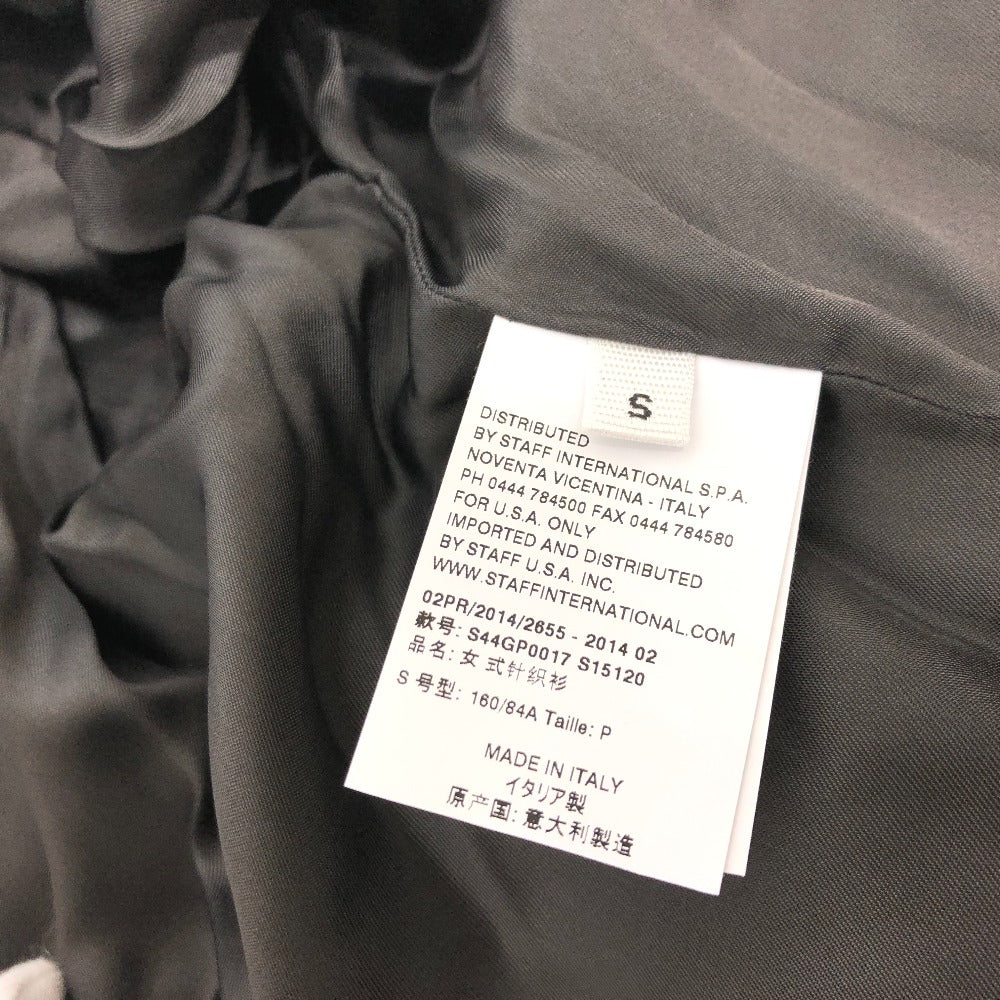 S
DISTRIBUTED
BY STAFF INTERNATIONAL S.P.A.
NOVENTA VICENTINA - ITALY
PH 0444 784500 FAX 0444 784580
FOR U.S.A. ONLY
IMPORTED AND DISTRIBUTED
BY STAFF U.S.A. INC.
WWW.STAFFINTERNATIONAL.COM
02PR/2014/2655 - 2014 02
款号: S44GP0017 S15120
品名: 女 式针织衫
S 号型: 160/84A Taille: P
MADE IN ITALY
イタリア製
原产国: 意大利製造